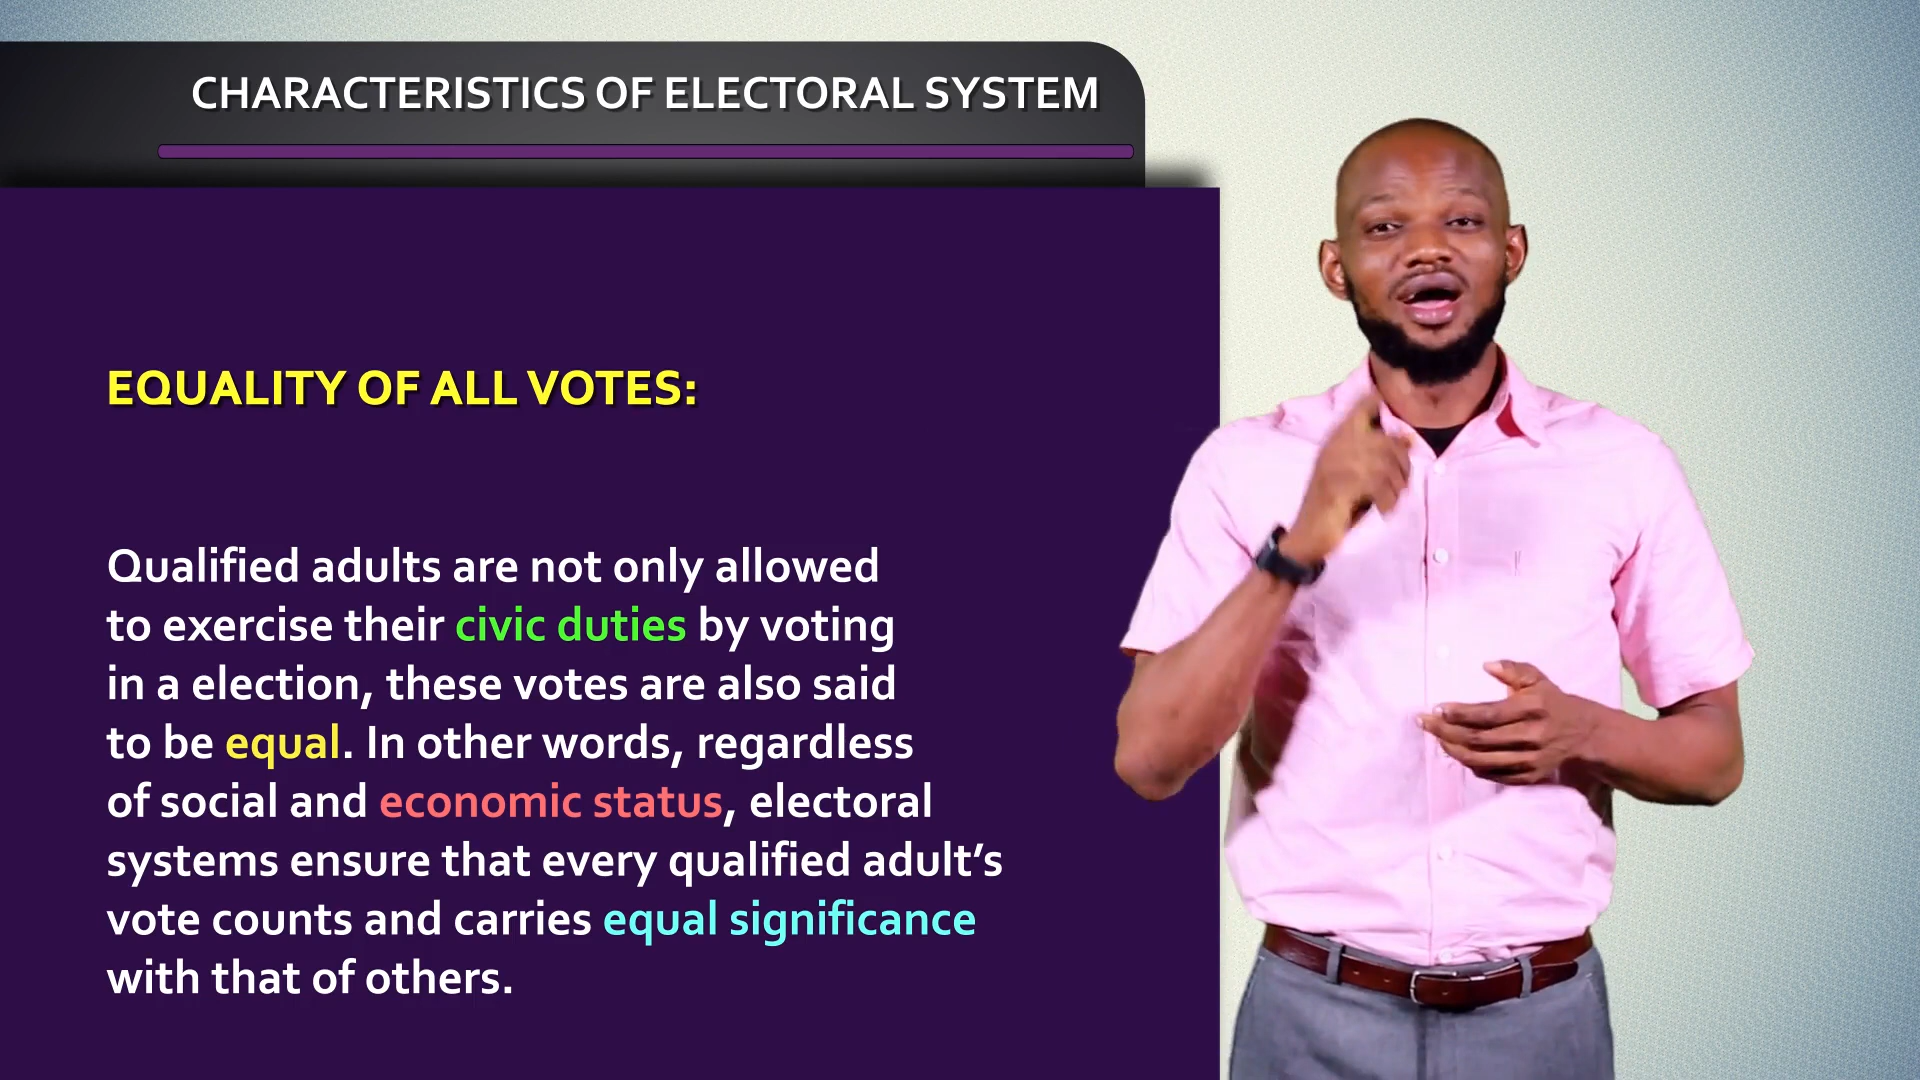 CHARACTERISTICS OF ELECTORAL SYSTEM
EQUALITY OF ALL VOTES:
Qualified adults are not only allowed
to exercise their civic duties by voting
in a election, these votes are also said
to be equal. In other words, regardless
of social and economic status, electoral
systems ensure that every qualified adult’s
vote counts and carries equal significance
with that of others.